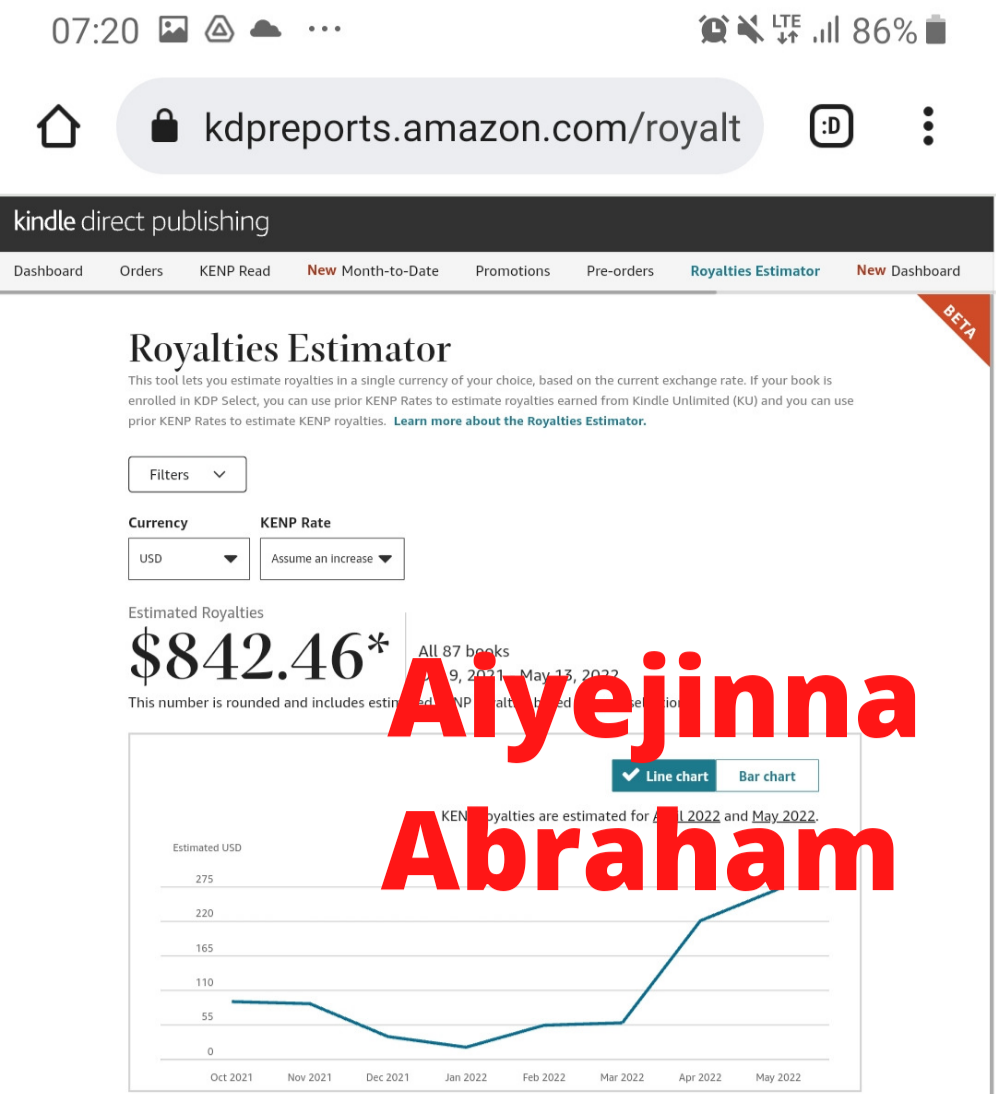 07:20 LTE 86%
kdpreports.amazon.com/royalt :D
kindle direct publishing
Dashboard Orders KENP Read New Month-to-Date Promotions Pre-orders Royalties Estimator New Dashboard
BETA
Royalties Estimator
This tool lets you estimate royalties in a single currency of your choice, based on the current exchange rate. If your book is
enrolled in KDP Select, you can use prior KENP Rates to estimate royalties earned from Kindle Unlimited (KU) and you can use
prior KENP Rates to estimate KENP royalties. Learn more about the Royalties Estimator.
Filters
Currency KENP Rate
USD Assume an increase
Estimated Royalties
$842.46*
All 87 books
9, 2021 - May 13, 2022
This number is rounded and includes
Aiyejinna
Line chart Bar chart
KENP royalties are estimated for April 2022 and May 2022.
Abraham
Estimated USD
275
220
165
110
55
0
Oct 2021 Nov 2021 Dec 2021 Jan 2022 Feb 2022 Mar 2022 Apr 2022 May 2022